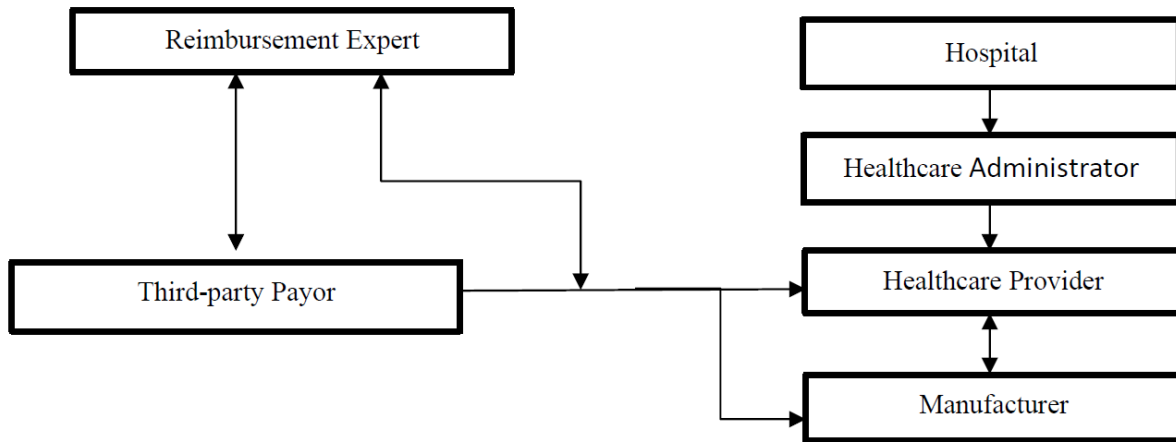 Reimbursement Expert
Hospital
Healthcare Administrator
Third-party Payor
Healthcare Provider
Manufacturer